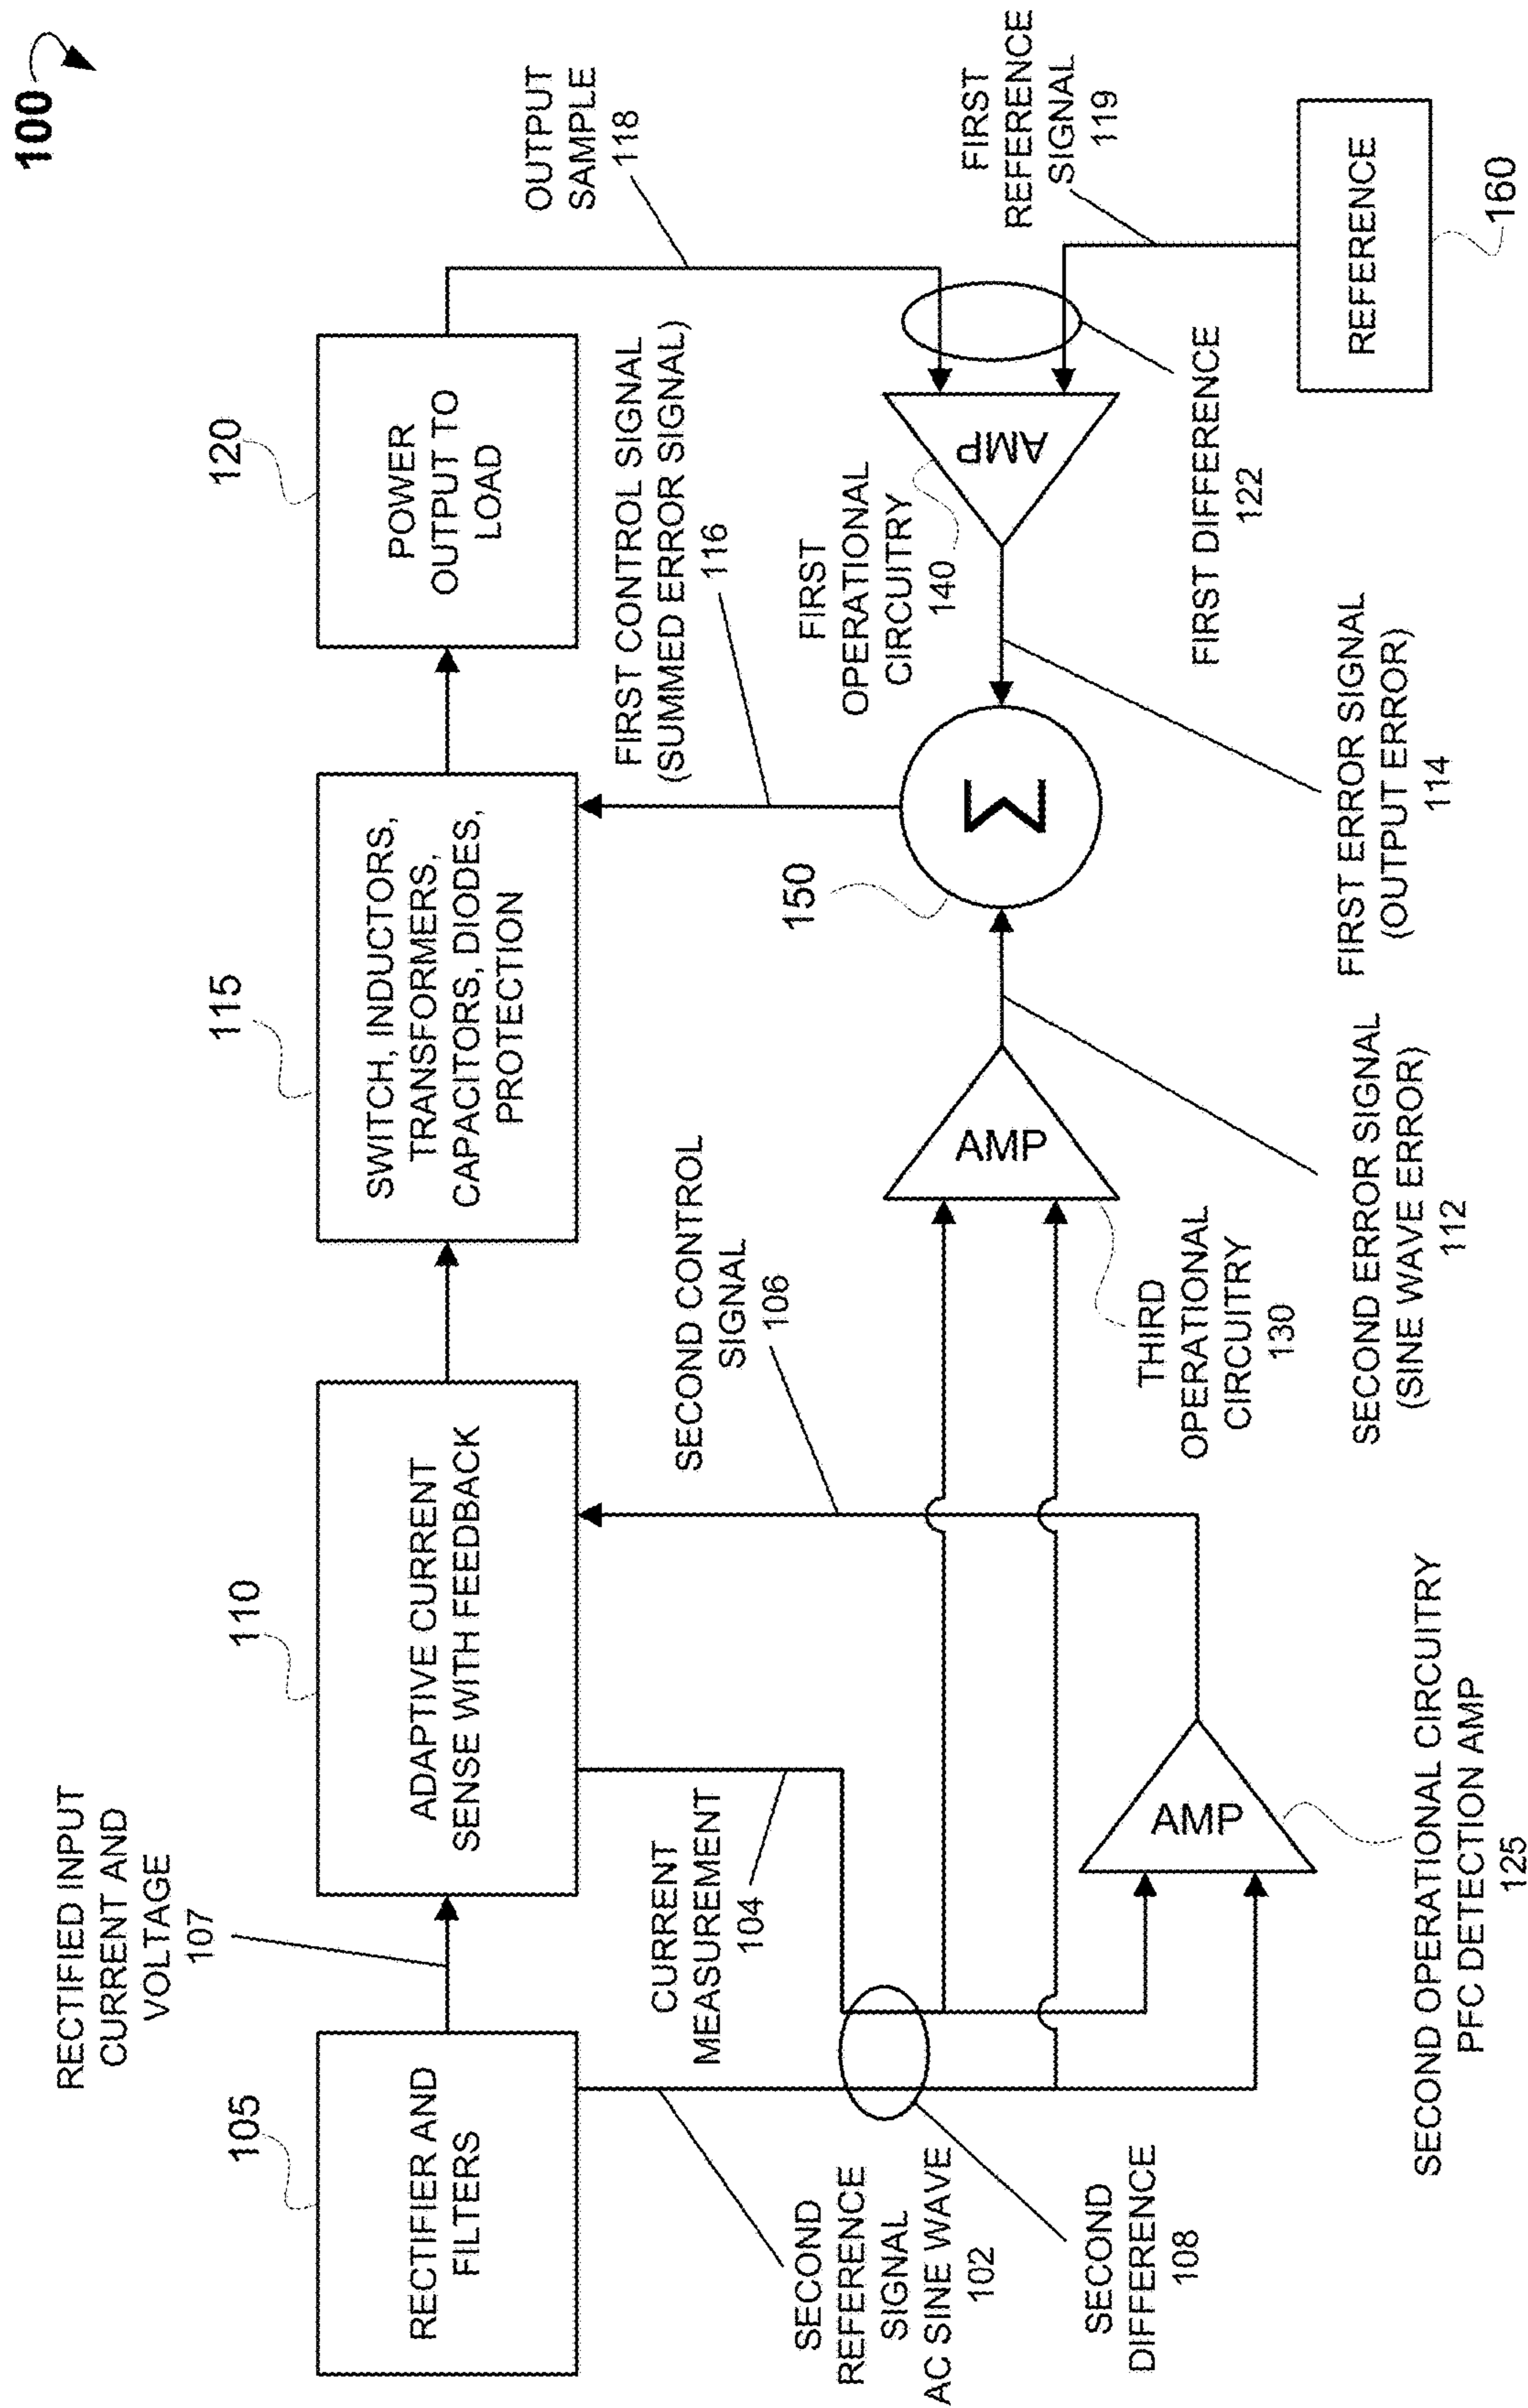 100
RECTIFIED INPUT
CURRENT AND
VOLTAGE
107
105
RECTIFIER AND
FILTERS
110
ADAPTIVE CURRENT
SENSE WITH FEEDBACK
115
SWITCH, INDUCTORS,
TRANSFORMERS,
CAPACITORS, DIODES,
PROTECTION
120
POWER
OUTPUT TO
LOAD
OUTPUT
SAMPLE
118
CURRENT
MEASUREMENT
104
SECOND CONTROL
SIGNAL
106
FIRST CONTROL SIGNAL
(SUMMED ERROR SIGNAL)
116
SECOND
REFERENCE
SIGNAL
AC SINE WAVE
102
SECOND
DIFFERENCE
108
AMP
SECOND OPERATIONAL CIRCUITRY
PFC DETECTION AMP
125
AMP
THIRD
OPERATIONAL
CIRCUITRY
130
150
Σ
SECOND ERROR SIGNAL
(SINE WAVE ERROR)
112
FIRST ERROR SIGNAL
(OUTPUT ERROR)
114
FIRST
OPERATIONAL
CIRCUITRY
140
AMP
FIRST DIFFERENCE
122
FIRST
REFERENCE
SIGNAL
119
REFERENCE
160